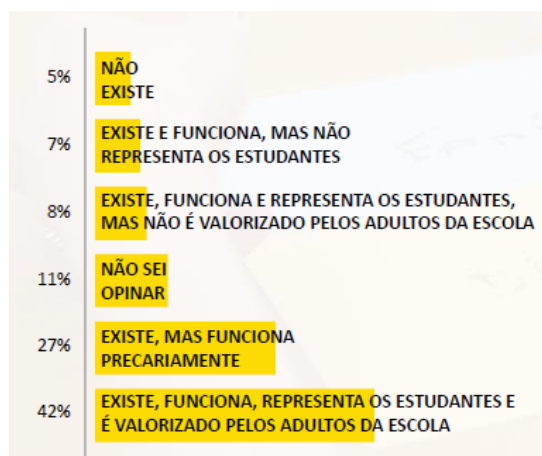 5%
NÃO
EXISTE
7%
EXISTE E FUNCIONA, MAS NÃO
REPRESENTA OS ESTUDANTES
8%
EXISTE, FUNCIONA E REPRESENTA OS ESTUDANTES,
MAS NÃO É VALORIZADO PELOS ADULTOS DA ESCOLA
11%
NÃO SEI
OPINAR
27%
EXISTE, MAS FUNCIONA
PRECARIAMENTE
42%
EXISTE, FUNCIONA, REPRESENTA OS ESTUDANTES E
É VALORIZADO PELOS ADULTOS DA ESCOLA